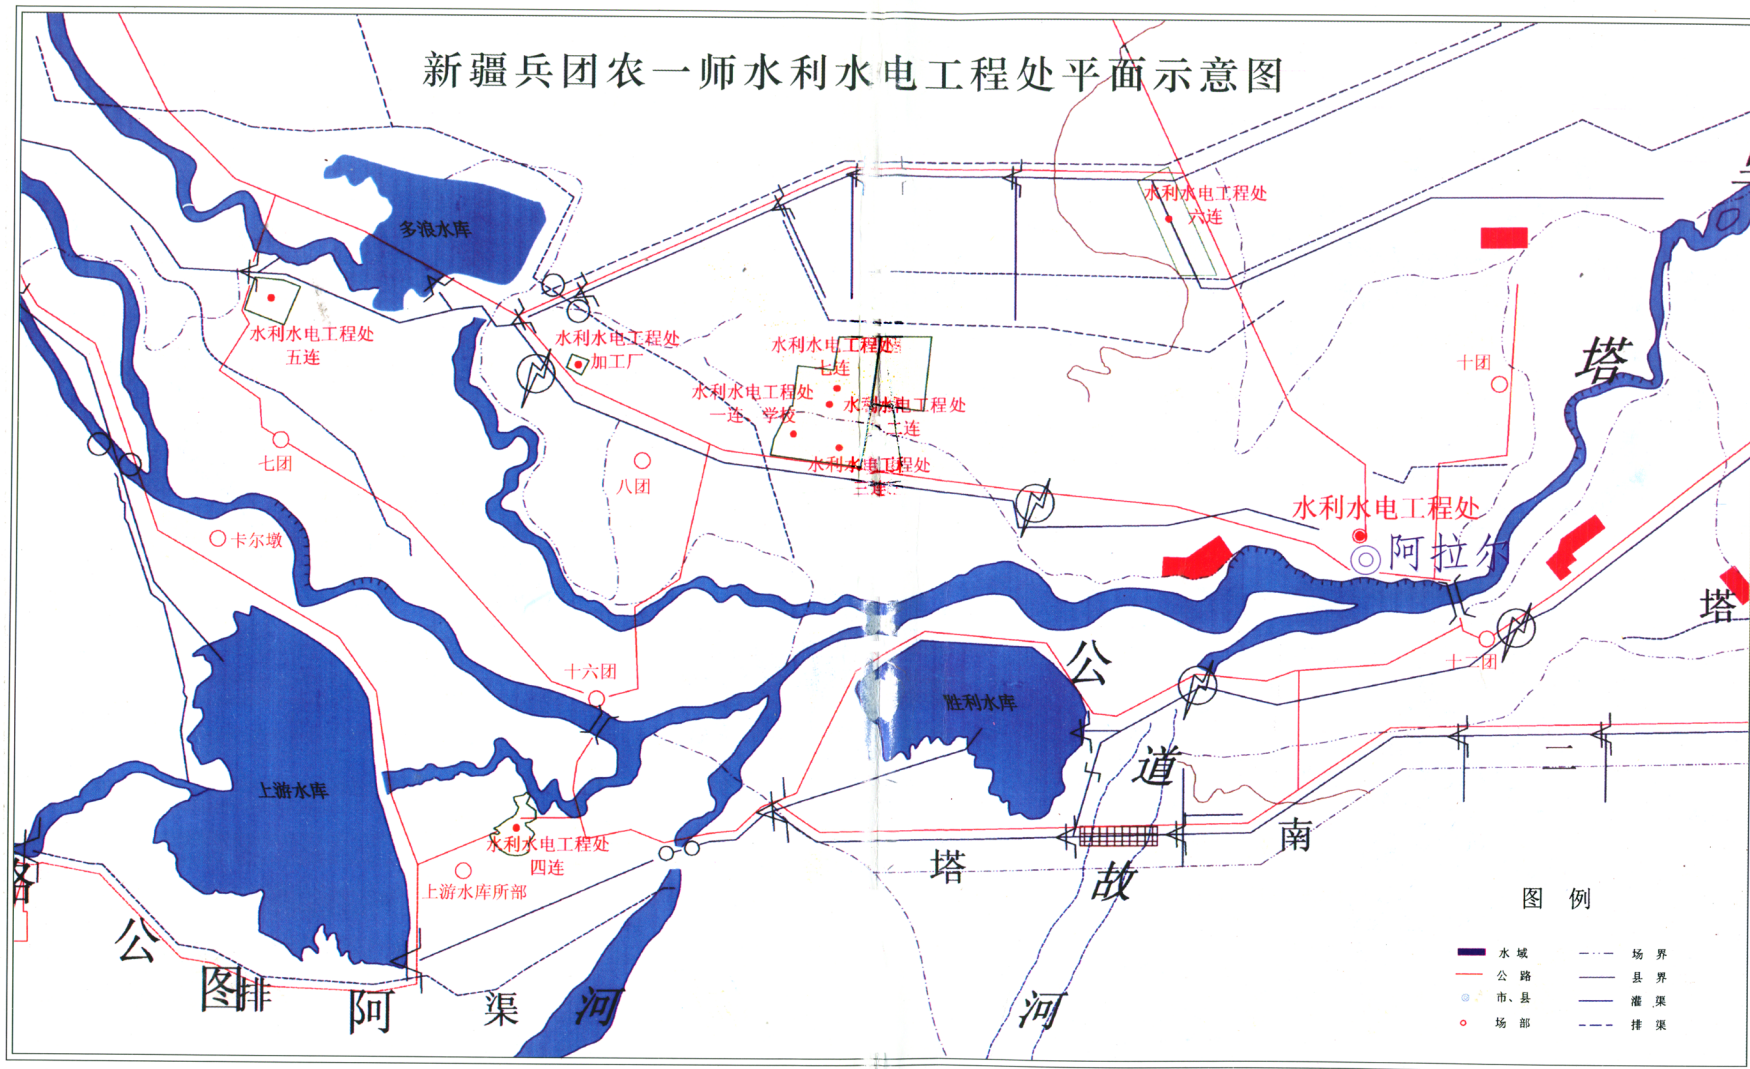 新疆兵团农一师水利水电工程处平面示意图
多浪水库
水利水电工程处
六连
水利水电工程处
五连
水利水电工程处
加工厂
水利水电工程处
七连
水利水电工程处
一连 学校
水利水电工程处
二连
水利水电工程处
三连
十团
塔
七团
八团
卡尔墩
水利水电工程处
阿拉尔
塔
十六团
公
十二团
胜利水库
道
二
上游水库
水利水电工程处
四连
上游水库所部
塔
故
南
路
公
图排
阿
渠
河
河
图 例
水 域
场 界
公 路
县 界
市、县
灌 渠
场 部
排 渠